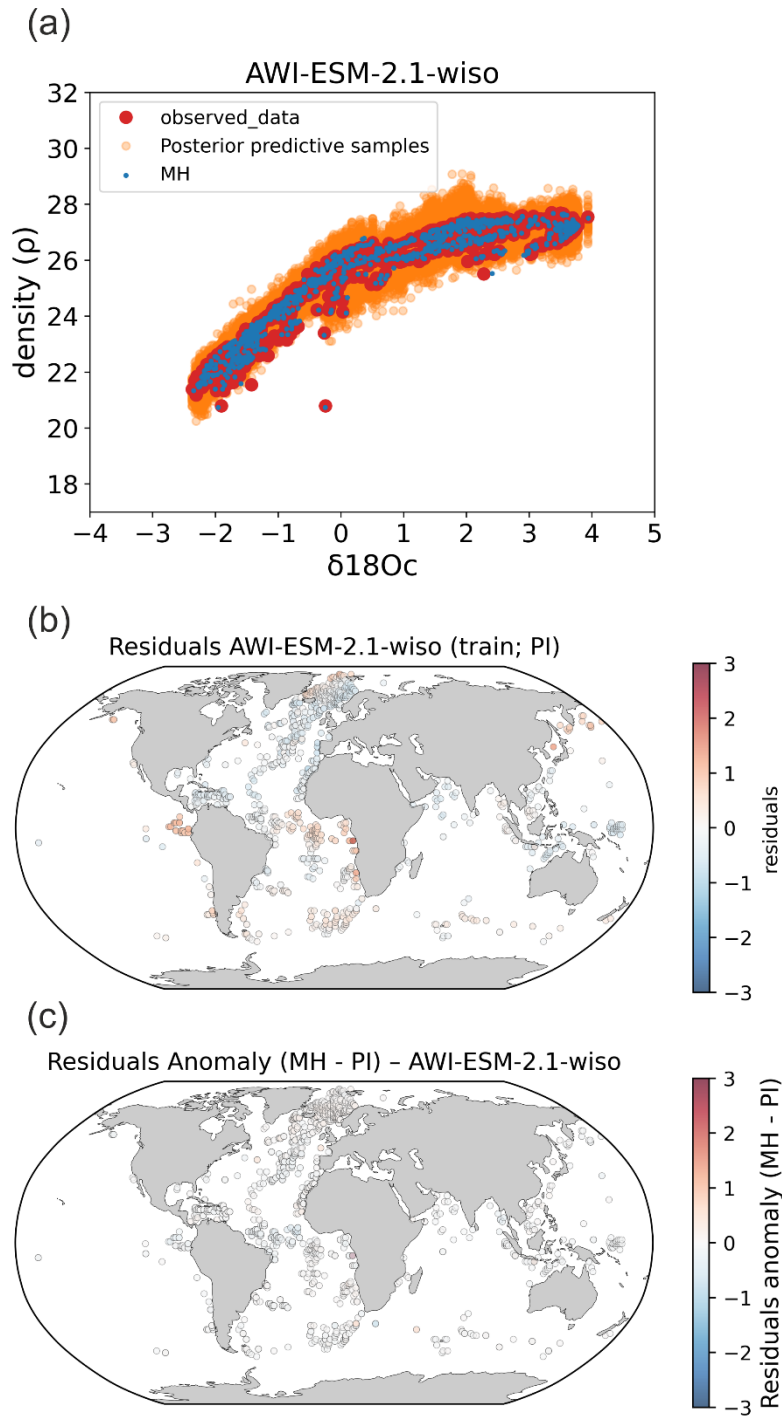 (a)
AWI-ESM-2.1-wiso
32
30
28
26
24
22
20
18
density (ρ)
observed_data
Posterior predictive samples
MH
−4 −3 −2 −1 0 1 2 3 4 5
δ18Oc
(b)
Residuals AWI-ESM-2.1-wiso (train; PI)
3
2
1
0
−1
−2
−3
residuals
(c)
Residuals Anomaly (MH - PI) – AWI-ESM-2.1-wiso
3
2
1
0
−1
−2
−3
Residuals anomaly (MH - PI)